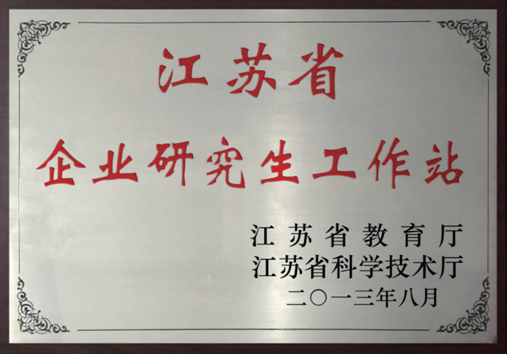 江苏省
企业研究生工作站
江苏省教育厅
江苏省科学技术厅
二〇一三年八月